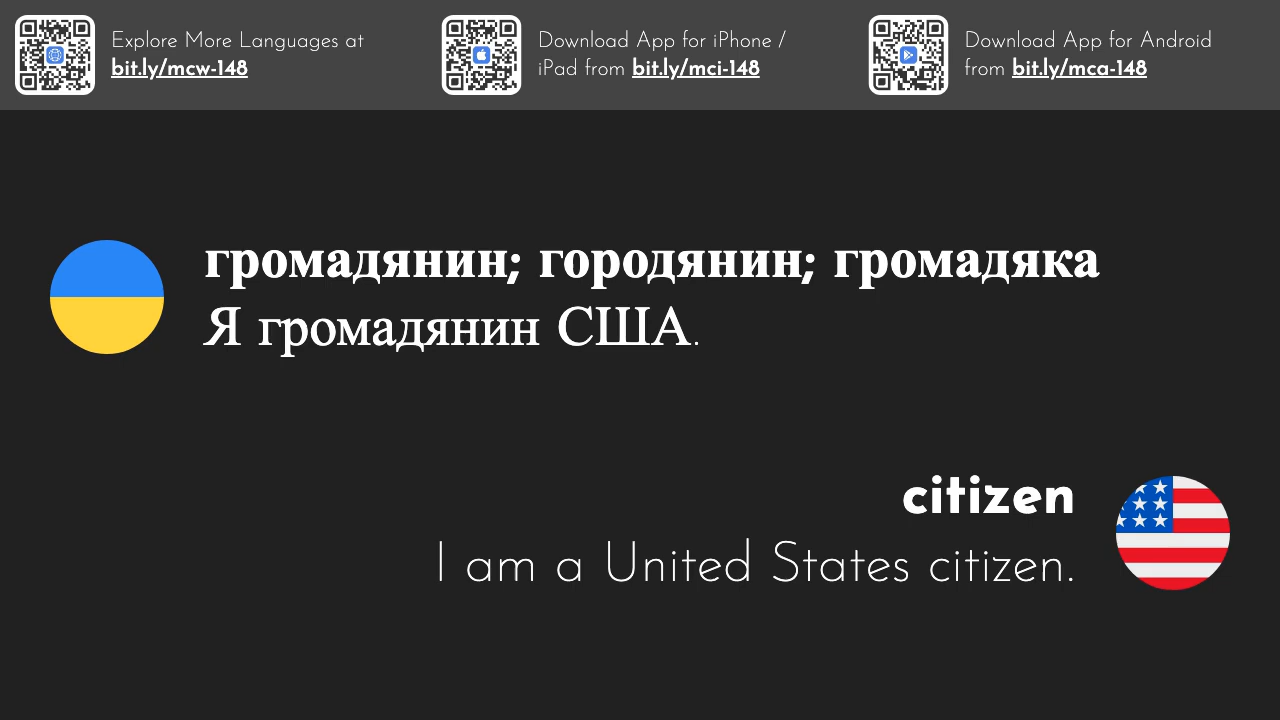 Explore More Languages at
bit.ly/mcw-148
Download App for iPhone /
iPad from bit.ly/mci-148
Download App for Android
from bit.ly/mca-148
громадянин; городянин; громадяка
Я громадянин США.
citizen
I am a United States citizen.